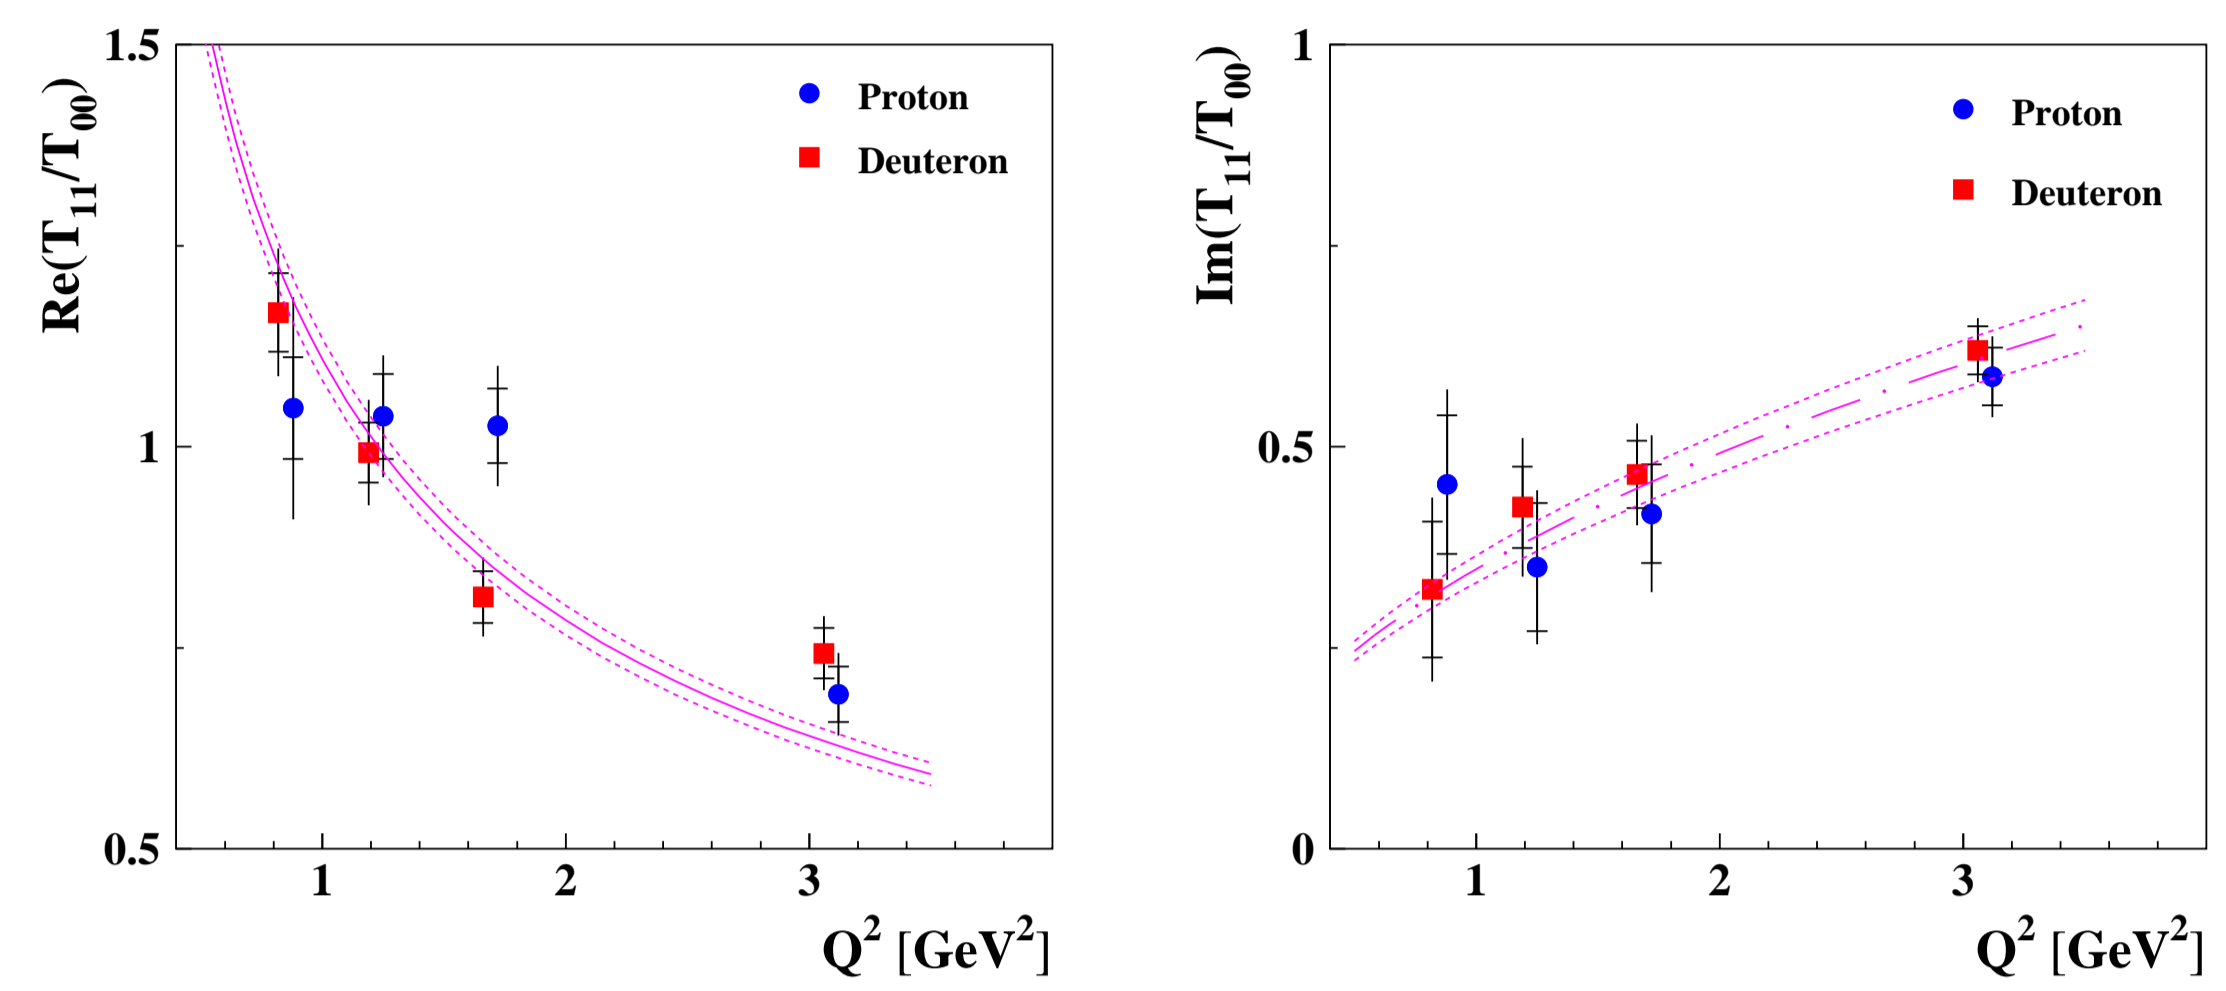 Re(T₁₁/T₀₀)
1.5
1
0.5
Proton
Deuteron
1 2 3
Q² [GeV²]
Im(T₁₁/T₀₀)
1
0.5
0
Proton
Deuteron
1 2 3
Q² [GeV²]